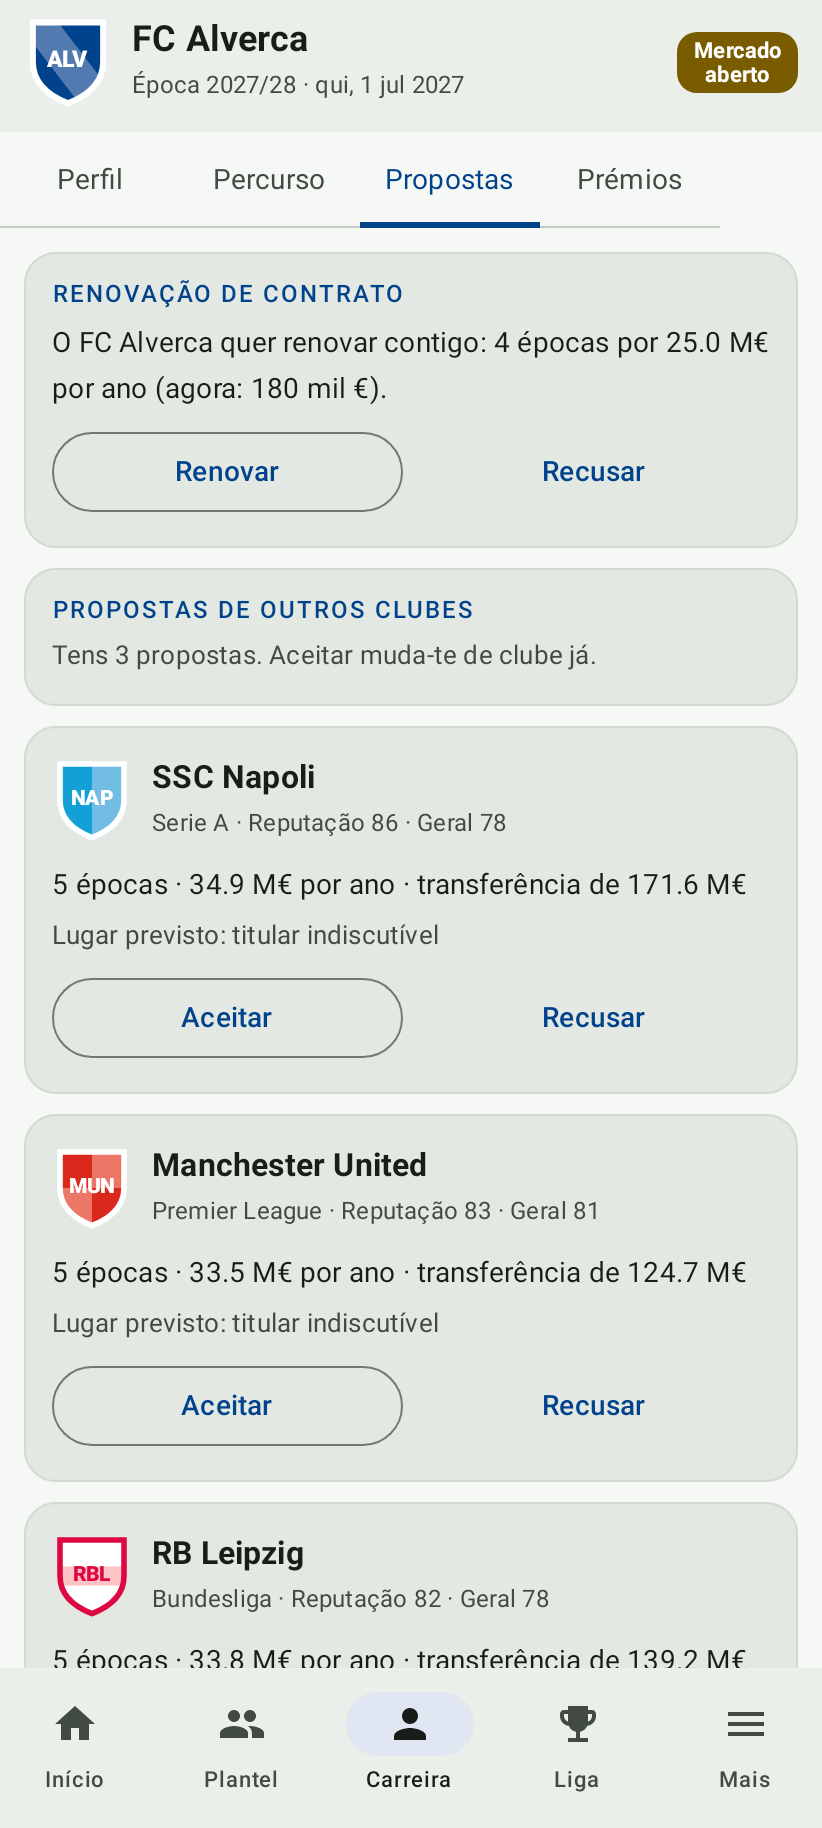 ALV
FC Alverca
Época 2027/28 · qui, 1 jul 2027
Mercado
aberto
Perfil
Percurso
Propostas
Prémios
RENOVAÇÃO DE CONTRATO
O FC Alverca quer renovar contigo: 4 épocas por 25.0 M€
por ano (agora: 180 mil €).
Renovar
Recusar
PROPOSTAS DE OUTROS CLUBES
Tens 3 propostas. Aceitar muda-te de clube já.
NAP
SSC Napoli
Serie A · Reputação 86 · Geral 78
5 épocas · 34.9 M€ por ano · transferência de 171.6 M€
Lugar previsto: titular indiscutível
Aceitar
Recusar
MUN
Manchester United
Premier League · Reputação 83 · Geral 81
5 épocas · 33.5 M€ por ano · transferência de 124.7 M€
Lugar previsto: titular indiscutível
Aceitar
Recusar
RBL
RB Leipzig
Bundesliga · Reputação 82 · Geral 78
5 épocas · 33.8 M€ por ano · transferência de 139.2 M€
Início
Plantel
Carreira
Liga
Mais